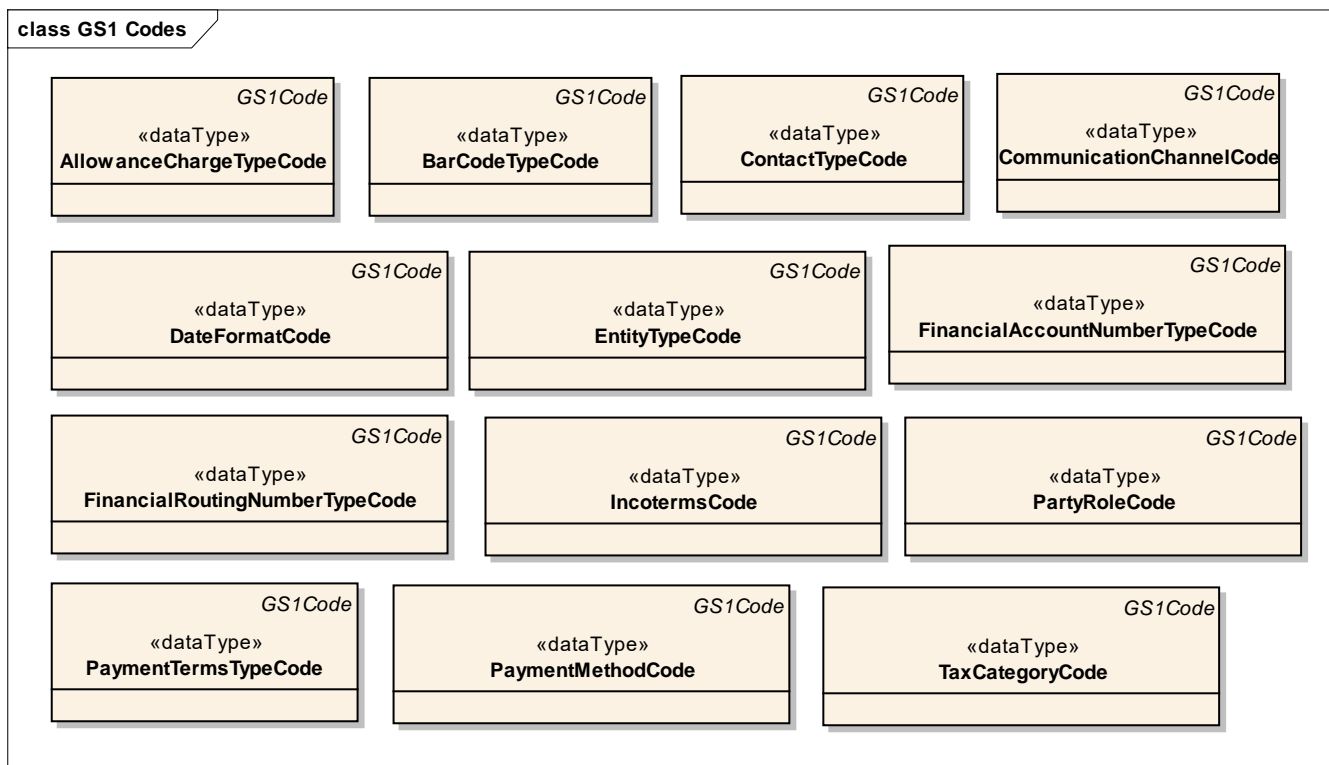 class GS1 Codes
GS1Code
«dataType»
AllowanceChargeTypeCode
GS1Code
«dataType»
BarCodeTypeCode
GS1Code
«dataType»
ContactTypeCode
GS1Code
«dataType»
CommunicationChannelCode
GS1Code
«dataType»
DateFormatCode
GS1Code
«dataType»
EntityTypeCode
GS1Code
«dataType»
FinancialAccountNumberTypeCode
GS1Code
«dataType»
FinancialRoutingNumberTypeCode
GS1Code
«dataType»
IncotermsCode
GS1Code
«dataType»
PartyRoleCode
GS1Code
«dataType»
PaymentTermsTypeCode
GS1Code
«dataType»
PaymentMethodCode
GS1Code
«dataType»
TaxCategoryCode